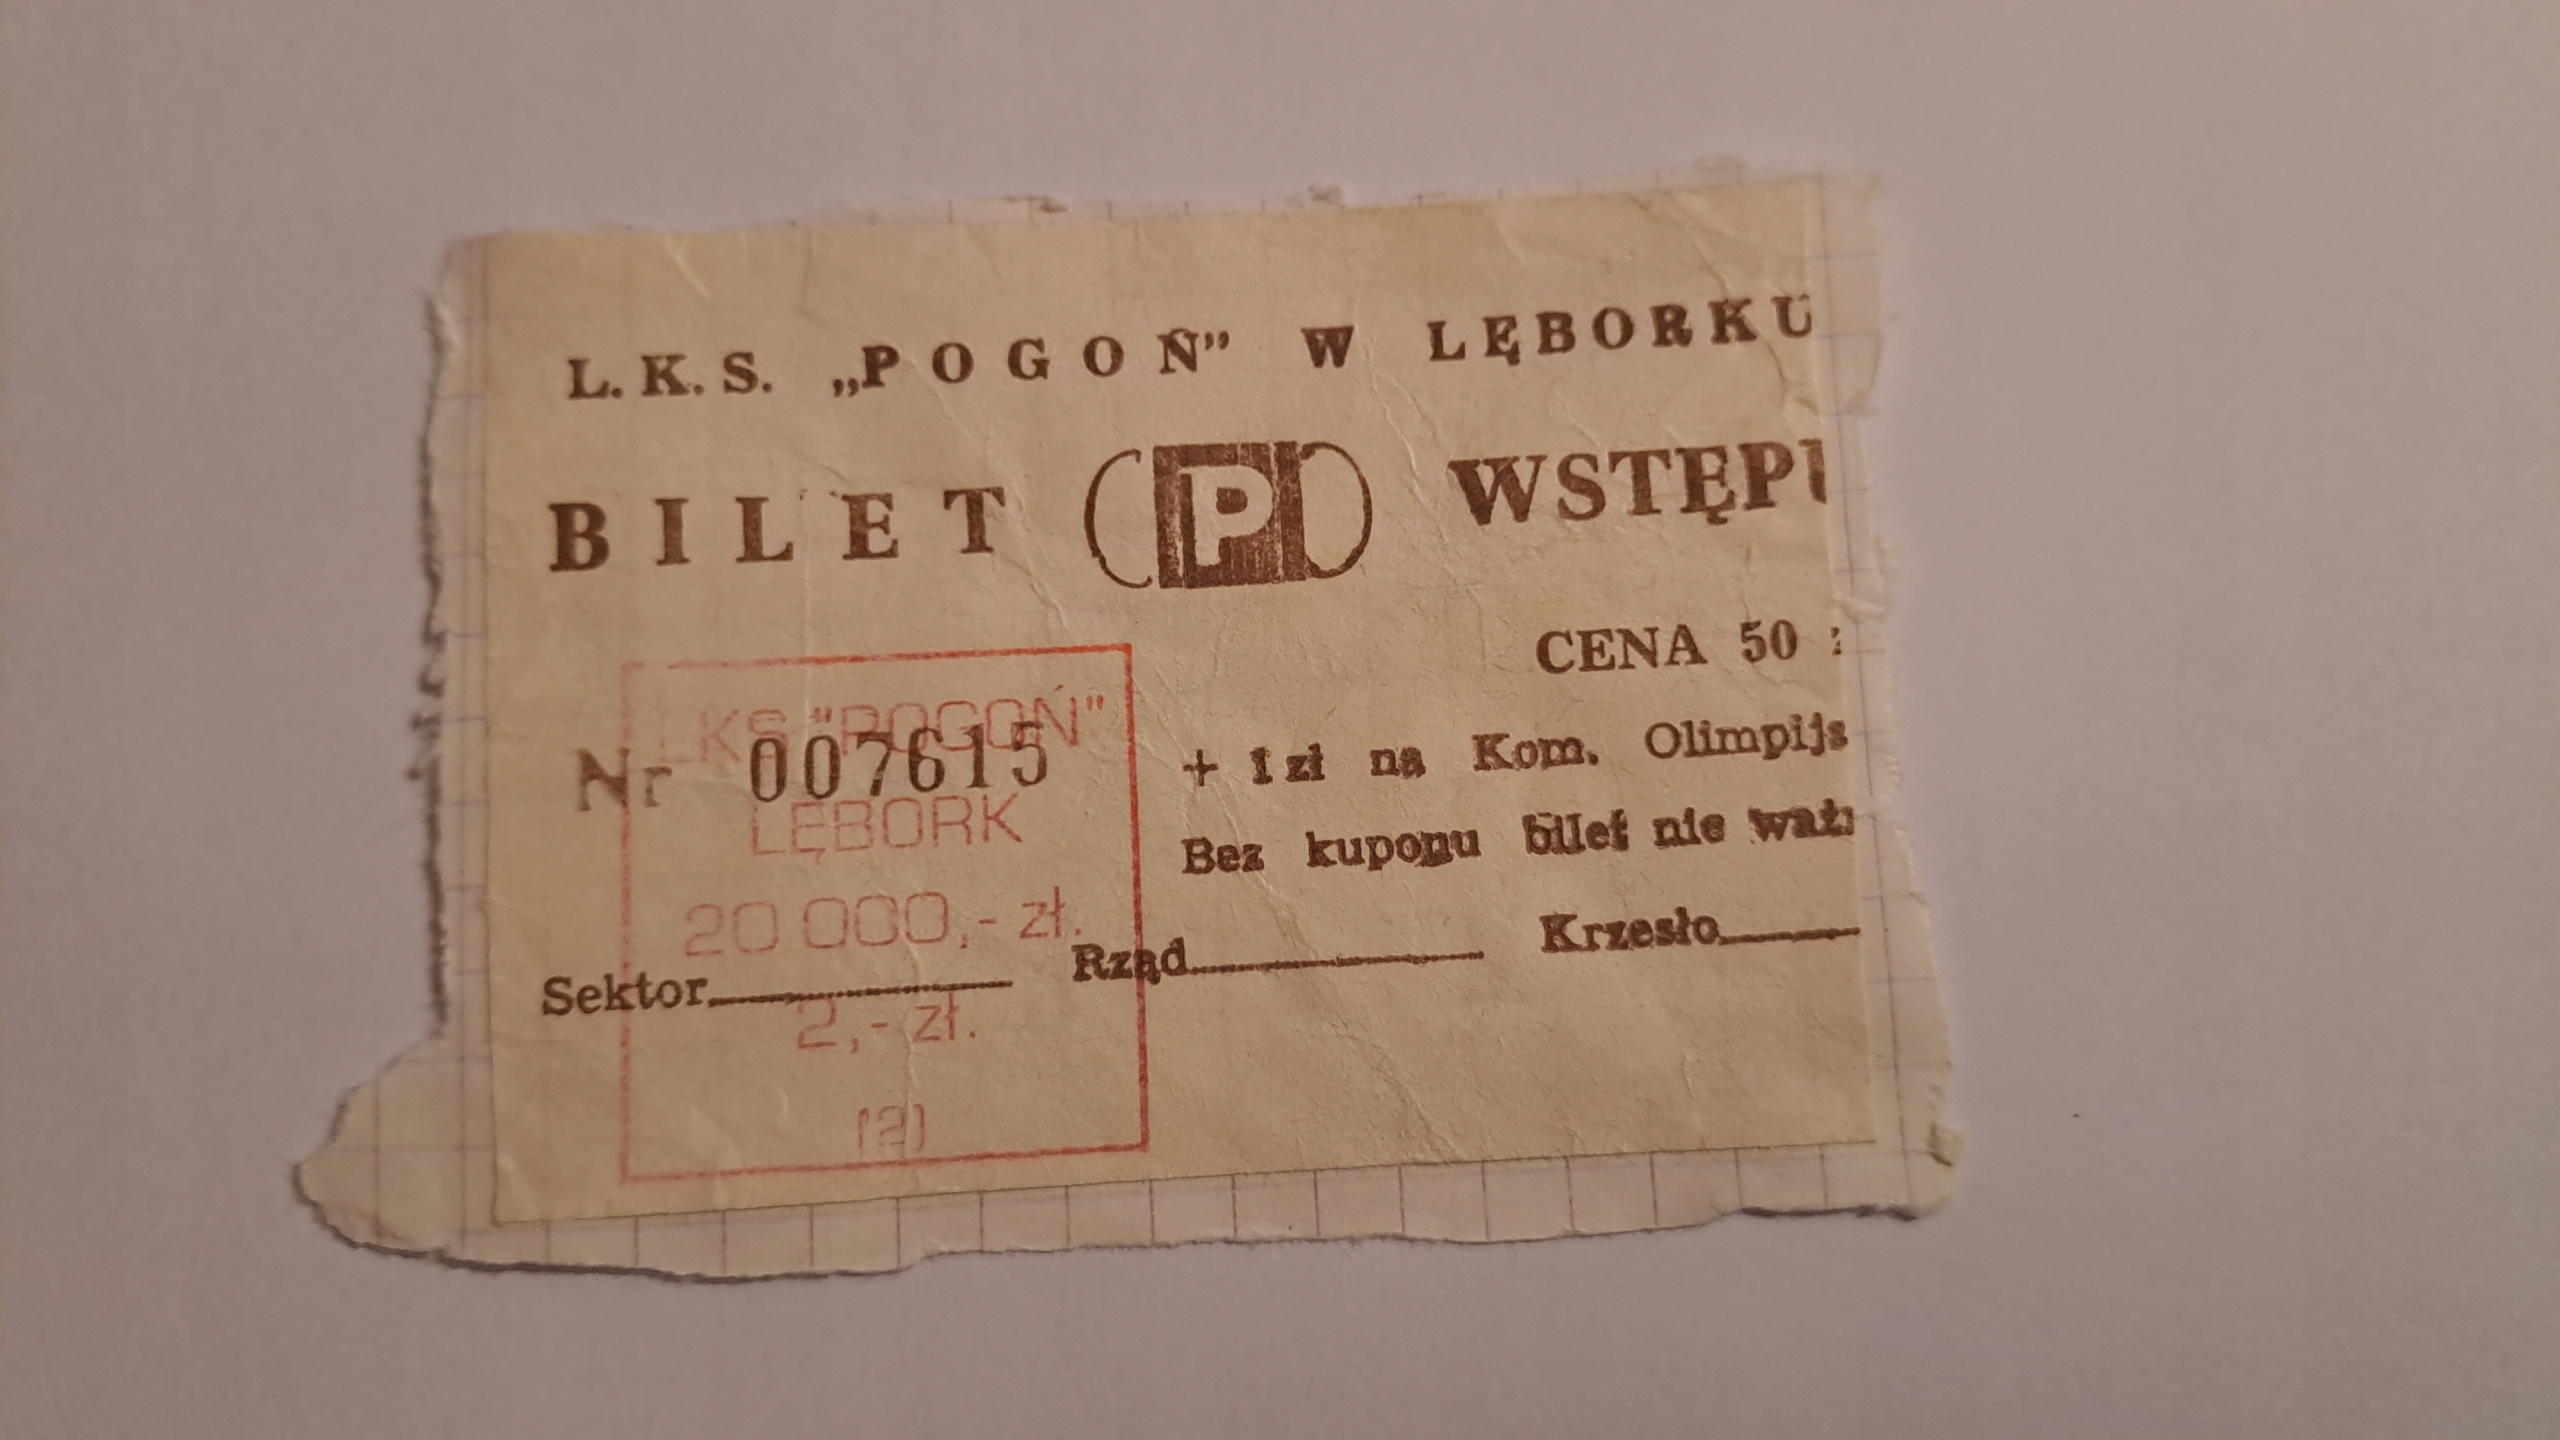 L. K. S. „POGOŃ” W LĘBORKU
BILET P WSTĘPU
CENA 50
LKS "POGOŃ"
Nr 007615
+ 1 zł na Kom. Olimpijs
LĘBORK
Bez kuponu bilet nie waż
20 000,- zł.
Sektor Rząd Krzesło
2,- zł.
(2)